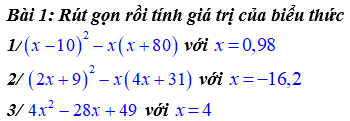 Bài 1: Rút gọn rồi tính giá trị của biểu thức
1/(x−10)² − x(x+80) với x=0,98
2/ (2x+9)² − x(4x+31) với x=−16,2
3/ 4x² − 28x + 49 với x=4